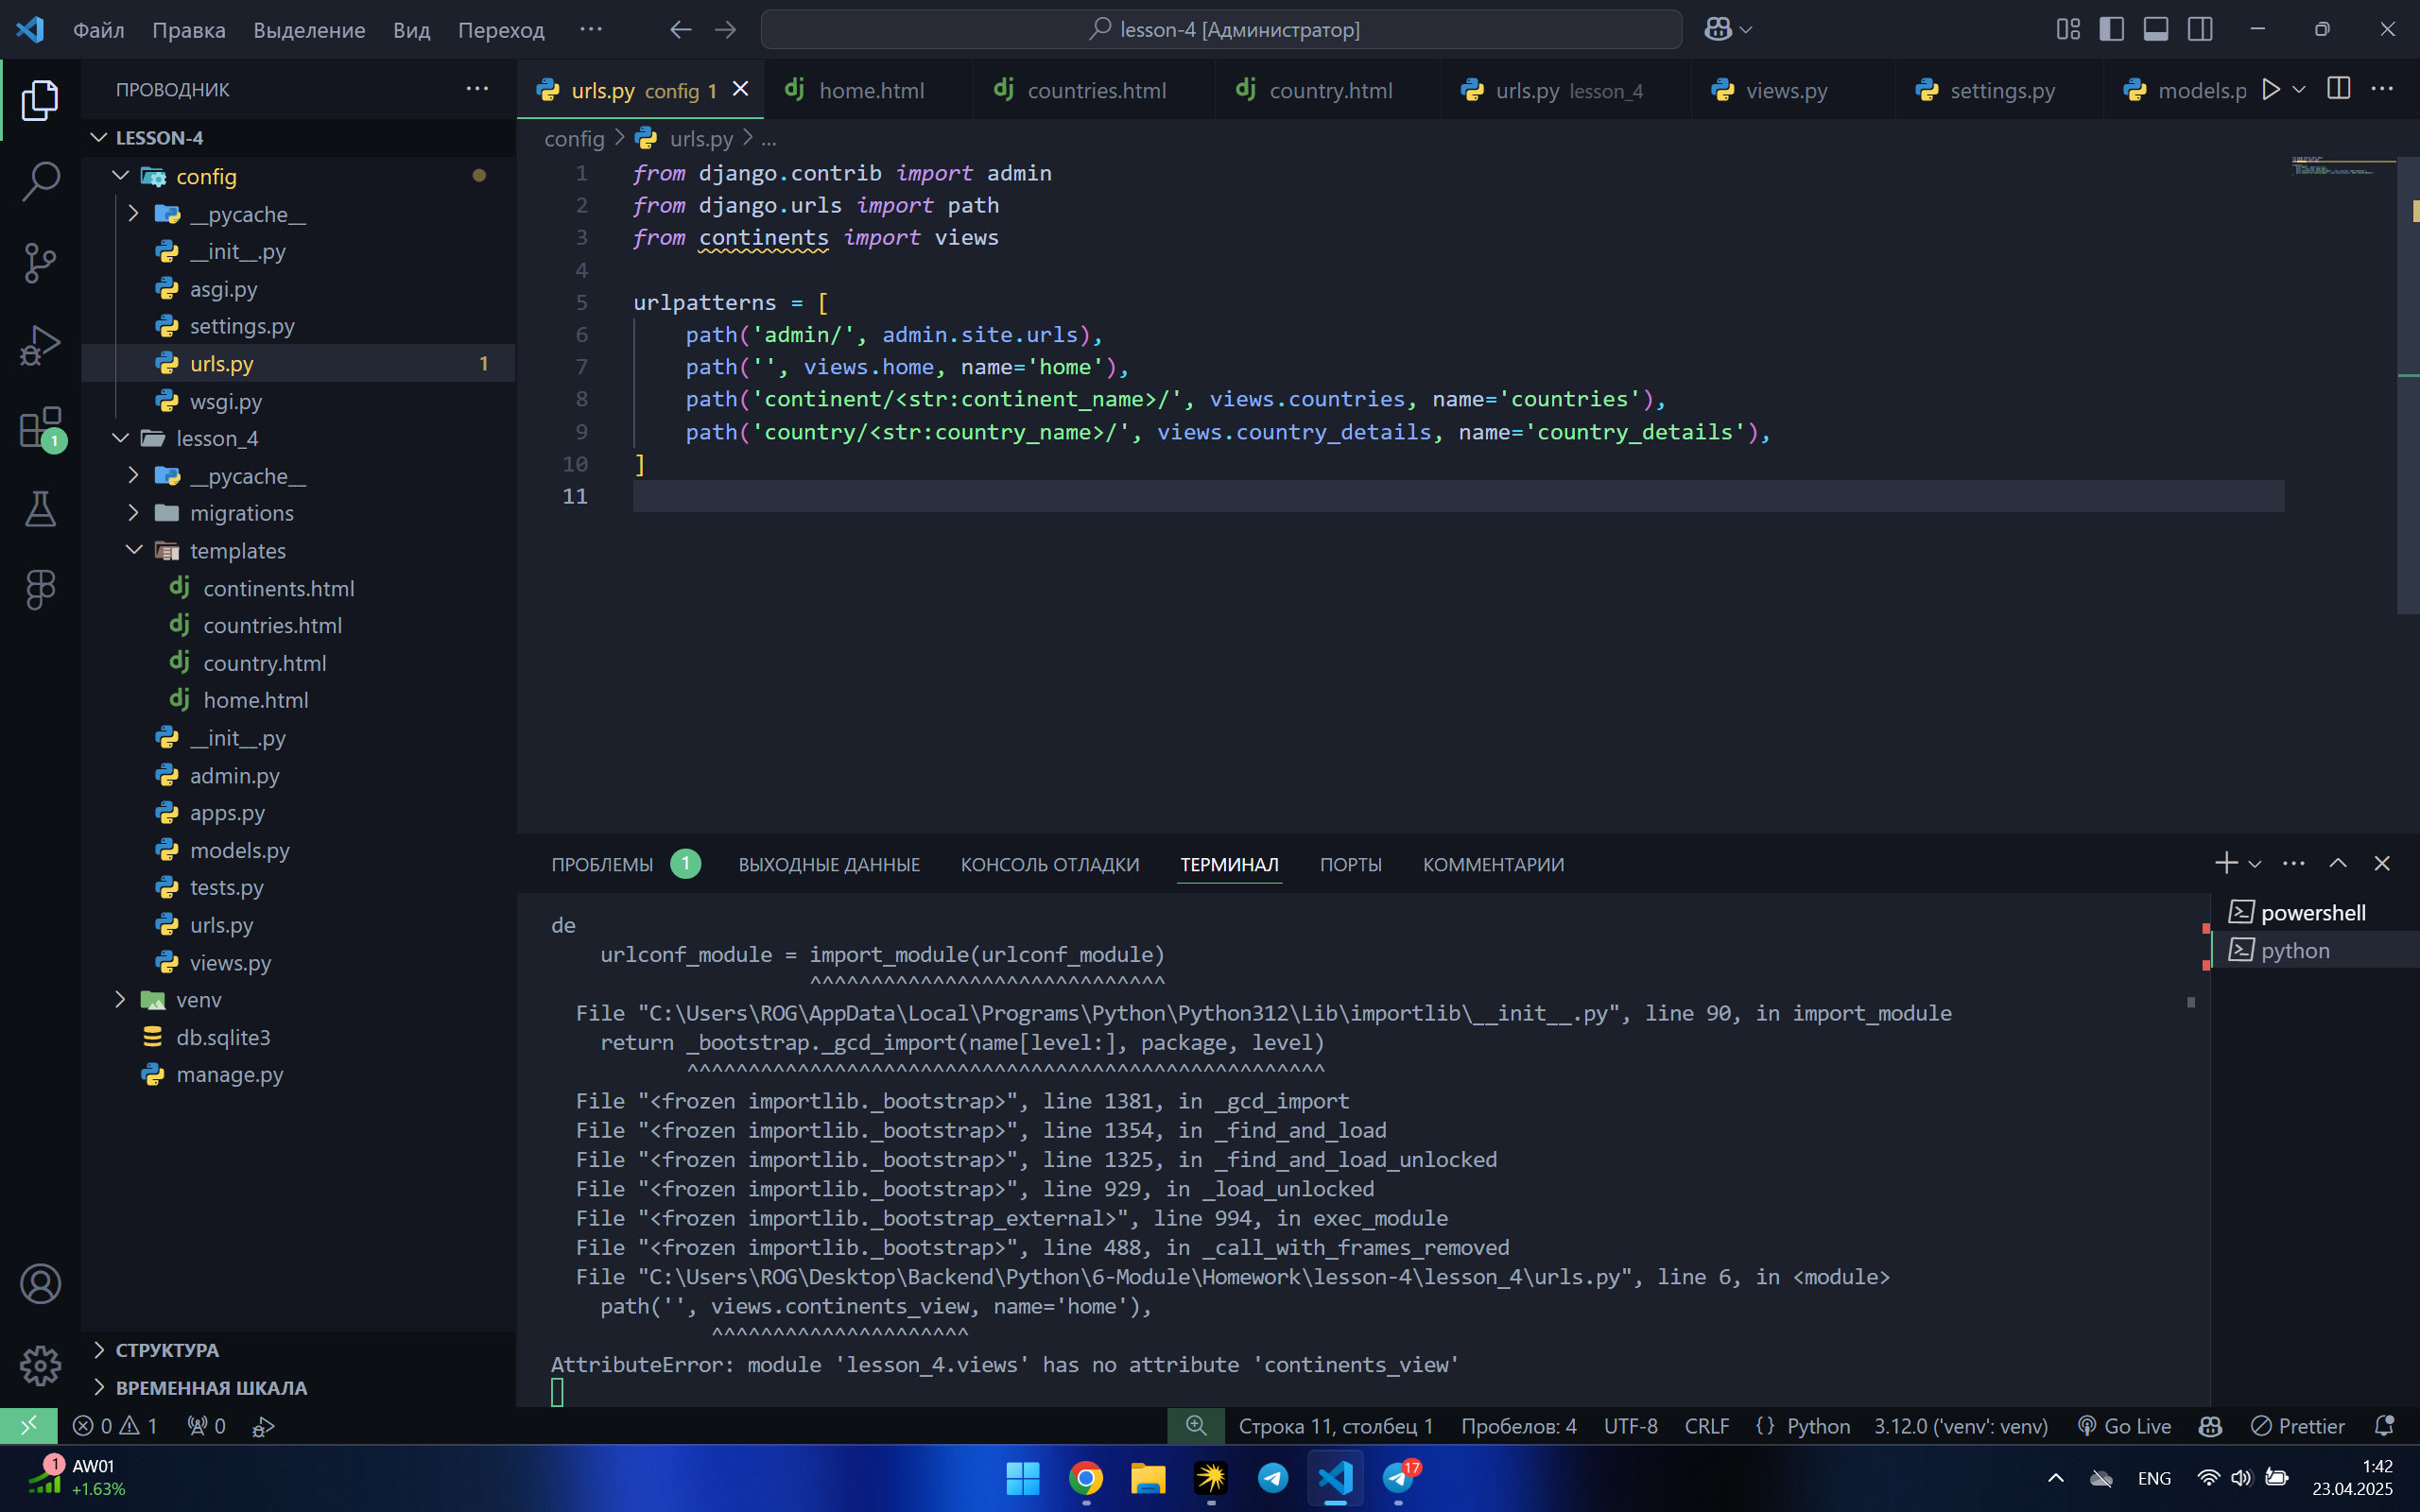 Файл Правка Выделение Вид Переход ··· lesson-4 [Администратор]
ПРОВОДНИК ···
urls.py config 1 home.html countries.html country.html urls.py lesson_4 views.py settings.py models.p ···
LESSON-4
config > urls.py > ...
config
__pycache__
__init__.py
asgi.py
settings.py
urls.py 1
wsgi.py
lesson_4
__pycache__
migrations
templates
continents.html
countries.html
country.html
home.html
__init__.py
admin.py
apps.py
models.py
tests.py
urls.py
views.py
venv
db.sqlite3
manage.py
СТРУКТУРА
ВРЕМЕННАЯ ШКАЛА
1 from django.contrib import admin
2 from django.urls import path
3 from continents import views
4
5 urlpatterns = [
6 path('admin/', admin.site.urls),
7 path('', views.home, name='home'),
8 path('continent/<str:continent_name>/', views.countries, name='countries'),
9 path('country/<str:country_name>/', views.country_details, name='country_details'),
10 ]
11
1
ПРОБЛЕМЫ 1 ВЫХОДНЫЕ ДАННЫЕ КОНСОЛЬ ОТЛАДКИ ТЕРМИНАЛ ПОРТЫ КОММЕНТАРИИ
powershell
python
de
urlconf_module = import_module(urlconf_module)
^^^^^^^^^^^^^^^^^^^^^^^^^^^^^
File "C:\Users\ROG\AppData\Local\Programs\Python\Python312\Lib\importlib\__init__.py", line 90, in import_module
return _bootstrap._gcd_import(name[level:], package, level)
^^^^^^^^^^^^^^^^^^^^^^^^^^^^^^^^^^^^^^^^^^^^^^^^^^^^
File "<frozen importlib._bootstrap>", line 1381, in _gcd_import
File "<frozen importlib._bootstrap>", line 1354, in _find_and_load
File "<frozen importlib._bootstrap>", line 1325, in _find_and_load_unlocked
File "<frozen importlib._bootstrap>", line 929, in _load_unlocked
File "<frozen importlib._bootstrap_external>", line 994, in exec_module
File "<frozen importlib._bootstrap>", line 488, in _call_with_frames_removed
File "C:\Users\ROG\Desktop\Backend\Python\6-Module\Homework\lesson-4\lesson_4\urls.py", line 6, in <module>
path('', views.continents_view, name='home'),
^^^^^^^^^^^^^^^^^^^^^
AttributeError: module 'lesson_4.views' has no attribute 'continents_view'
0 1 0 Строка 11, столбец 1 Пробелов: 4 UTF-8 CRLF {} Python 3.12.0 ('venv': venv) Go Live Prettier
1 AW01
+1.63%
17
ENG
1:42
23.04.2025